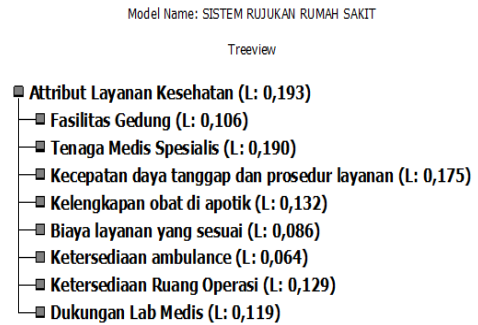 Model Name: SISTEM RUJUKAN RUMAH SAKIT
Treeview
Attribut Layanan Kesehatan (L: 0,193)
Fasilitas Gedung (L: 0,106)
Tenaga Medis Spesialis (L: 0,190)
Kecepatan daya tanggap dan prosedur layanan (L: 0,175)
Kelengkapan obat di apotik (L: 0,132)
Biaya layanan yang sesuai (L: 0,086)
Ketersediaan ambulance (L: 0,064)
Ketersediaan Ruang Operasi (L: 0,129)
Dukungan Lab Medis (L: 0,119)